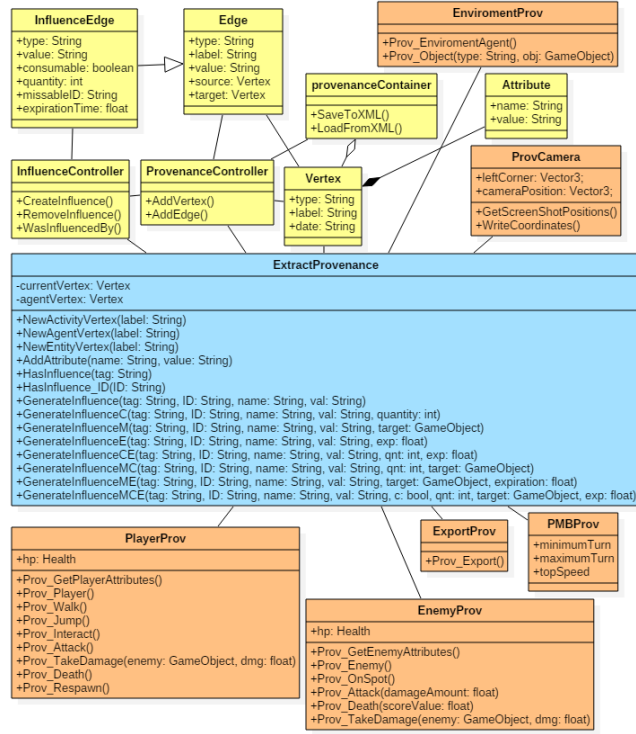 InfluenceEdge
+type: String
+value: String
+consumable: boolean
+quantity: int
+missableID: String
+expirationTime: float
Edge
+type: String
+label: String
+value: String
+source: Vertex
+target: Vertex
EnviromentProv
+Prov_EnviromentAgent()
+Prov_Object(type: String, obj: GameObject)
provenanceContainer
+SaveToXML()
+LoadFromXML()
Attribute
+name: String
+value: String
InfluenceController
+CreateInfluence()
+RemoveInfluence()
+WasInfluencedBy()
ProvenanceController
+AddVertex()
+AddEdge()
Vertex
+type: String
+label: String
+date: String
ProvCamera
+leftCorner: Vector3;
+cameraPosition: Vector3;
+GetScreenShotPositions()
+WriteCoordinates()
ExtractProvenance
-currentVertex: Vertex
-agentVertex: Vertex
+NewActivityVertex(label: String)
+NewAgentVertex(label: String)
+NewEntityVertex(label: String)
+AddAttribute(name: String, value: String)
+HasInfluence(tag: String)
+HasInfluence_ID(ID: String)
+GenerateInfluence(tag: String, ID: String, name: String, val: String)
+GenerateInfluenceC(tag: String, ID: String, name: String, val: String, quantity: int)
+GenerateInfluenceM(tag: String, ID: String, name: String, val: String, target: GameObject)
+GenerateInfluenceE(tag: String, ID: String, name: String, val: String, exp: float)
+GenerateInfluenceCE(tag: String, ID: String, name: String, val: String, qnt: int, exp: float)
+GenerateInfluenceMC(tag: String, ID: String, name: String, val: String, qnt: int, target: GameObject)
+GenerateInfluenceME(tag: String, ID: String, name: String, val: String, target: GameObject, expiration: float)
+GenerateInfluenceMCE(tag: String, ID: String, name: String, val: String, c: bool, qnt: int, target: GameObject, exp: float)
PlayerProv
+hp: Health
+Prov_GetPlayerAttributes()
+Prov_Player()
+Prov_Walk()
+Prov_Jump()
+Prov_Interact()
+Prov_Attack()
+Prov_TakeDamage(enemy: GameObject, dmg: float)
+Prov_Death()
+Prov_Respawn()
ExportProv
+Prov_Export()
PMBProv
+minimumTurn
+maximumTurn
+topSpeed
EnemyProv
+hp: Health
+Prov_GetEnemyAttributes()
+Prov_Enemy()
+Prov_OnSpot()
+Prov_Attack(damageAmount: float)
+Prov_Death(scoreValue: float)
+Prov_TakeDamage(enemy: GameObject, dmg: float)